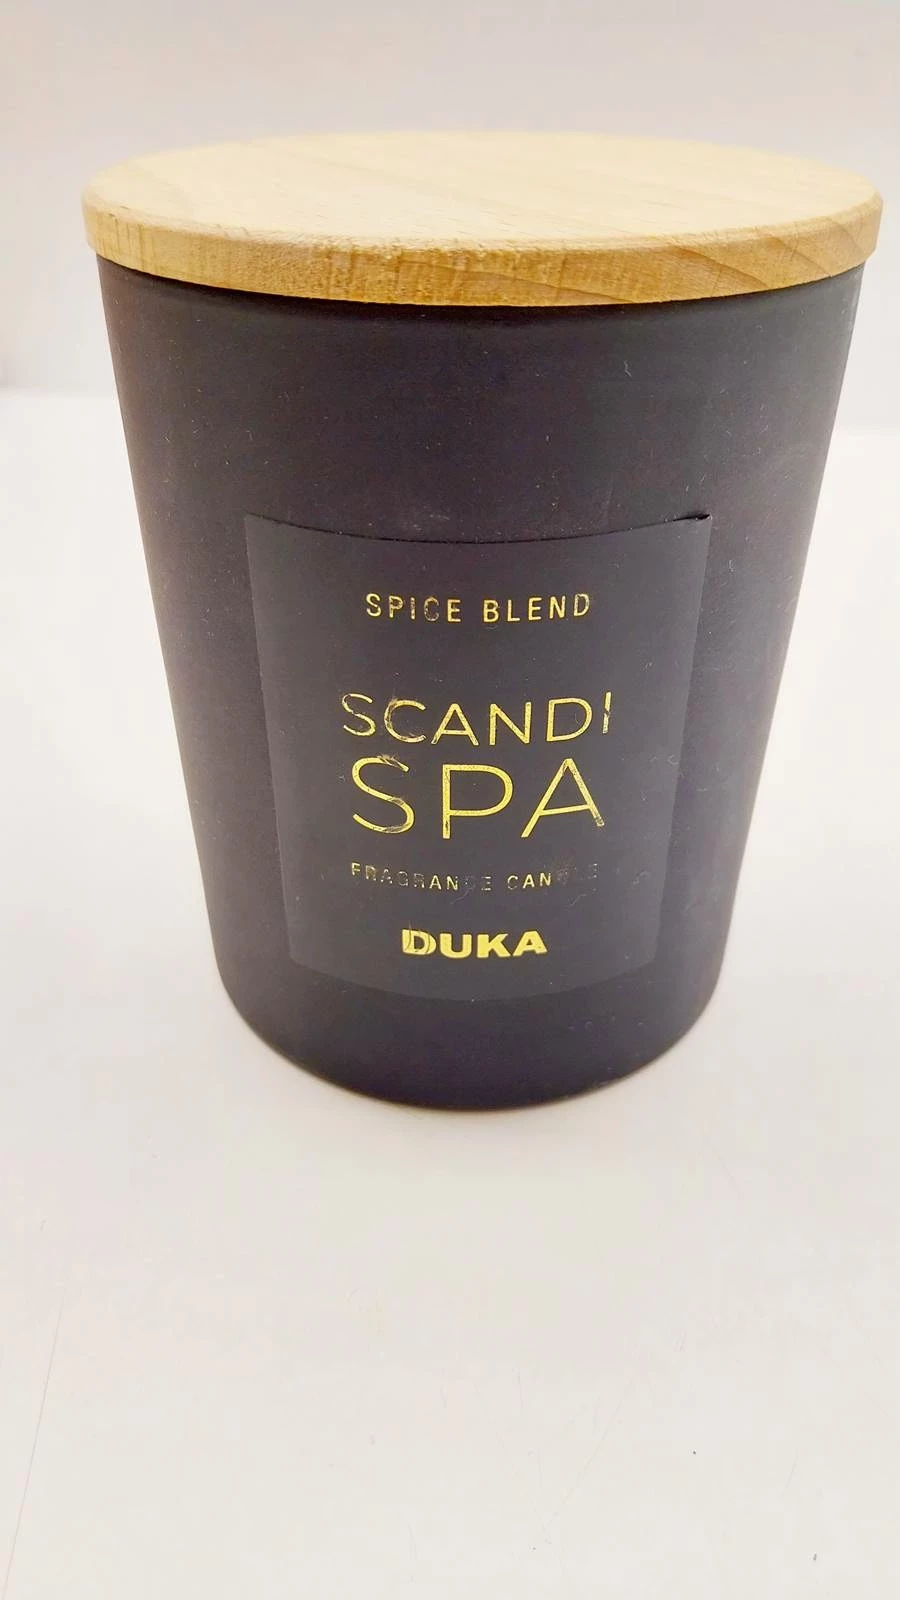 SPICE BLEND
SCANDI
SPA
FRAGRANCE CANDLE
DUKA